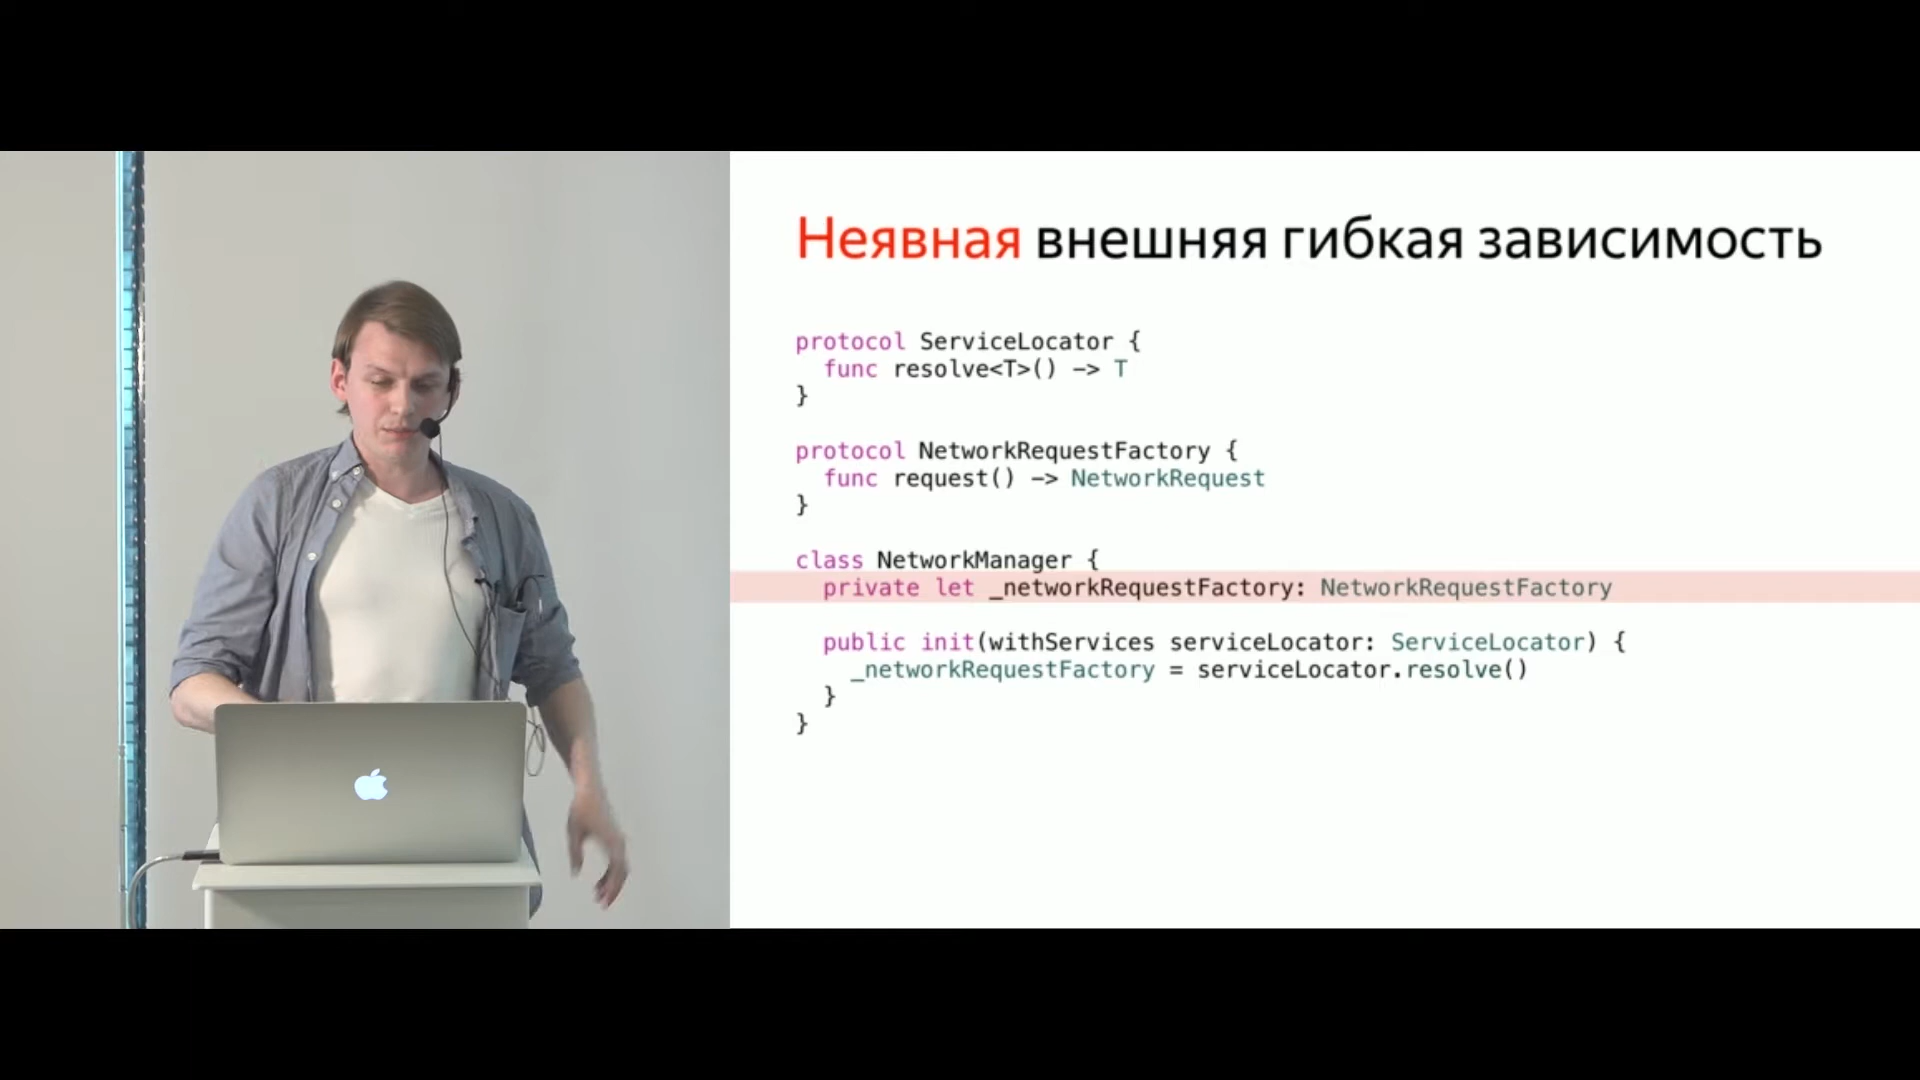 Неявная внешняя гибкая зависимость
protocol ServiceLocator {
  func resolve<T>() -> T
}
protocol NetworkRequestFactory {
  func request() -> NetworkRequest
}
class NetworkManager {
  private let _networkRequestFactory: NetworkRequestFactory
  public init(withServices serviceLocator: ServiceLocator) {
    _networkRequestFactory = serviceLocator.resolve()
  }
}